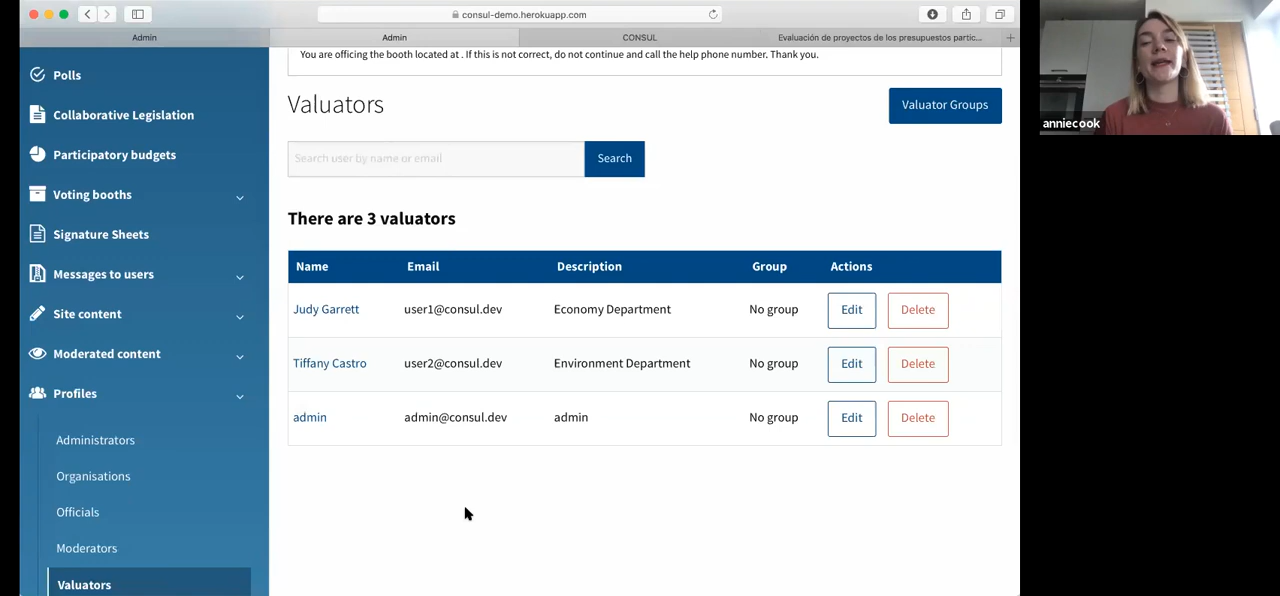 consul-demo.herokuapp.com
Admin
Admin
CONSUL
Evaluación de proyectos de los presupuestos partic...
You are officing the booth located at . If this is not correct, do not continue and call the help phone number. Thank you.
Polls
Collaborative Legislation
Participatory budgets
Voting booths
Signature Sheets
Messages to users
Site content
Moderated content
Profiles
Administrators
Organisations
Officials
Moderators
Valuators
Valuators
Valuator Groups
Search user by name or email
Search
There are 3 valuators
Name Email Description Group Actions
Judy Garrett user1@consul.dev Economy Department No group Edit Delete
Tiffany Castro user2@consul.dev Environment Department No group Edit Delete
admin admin@consul.dev admin No group Edit Delete
anniecook